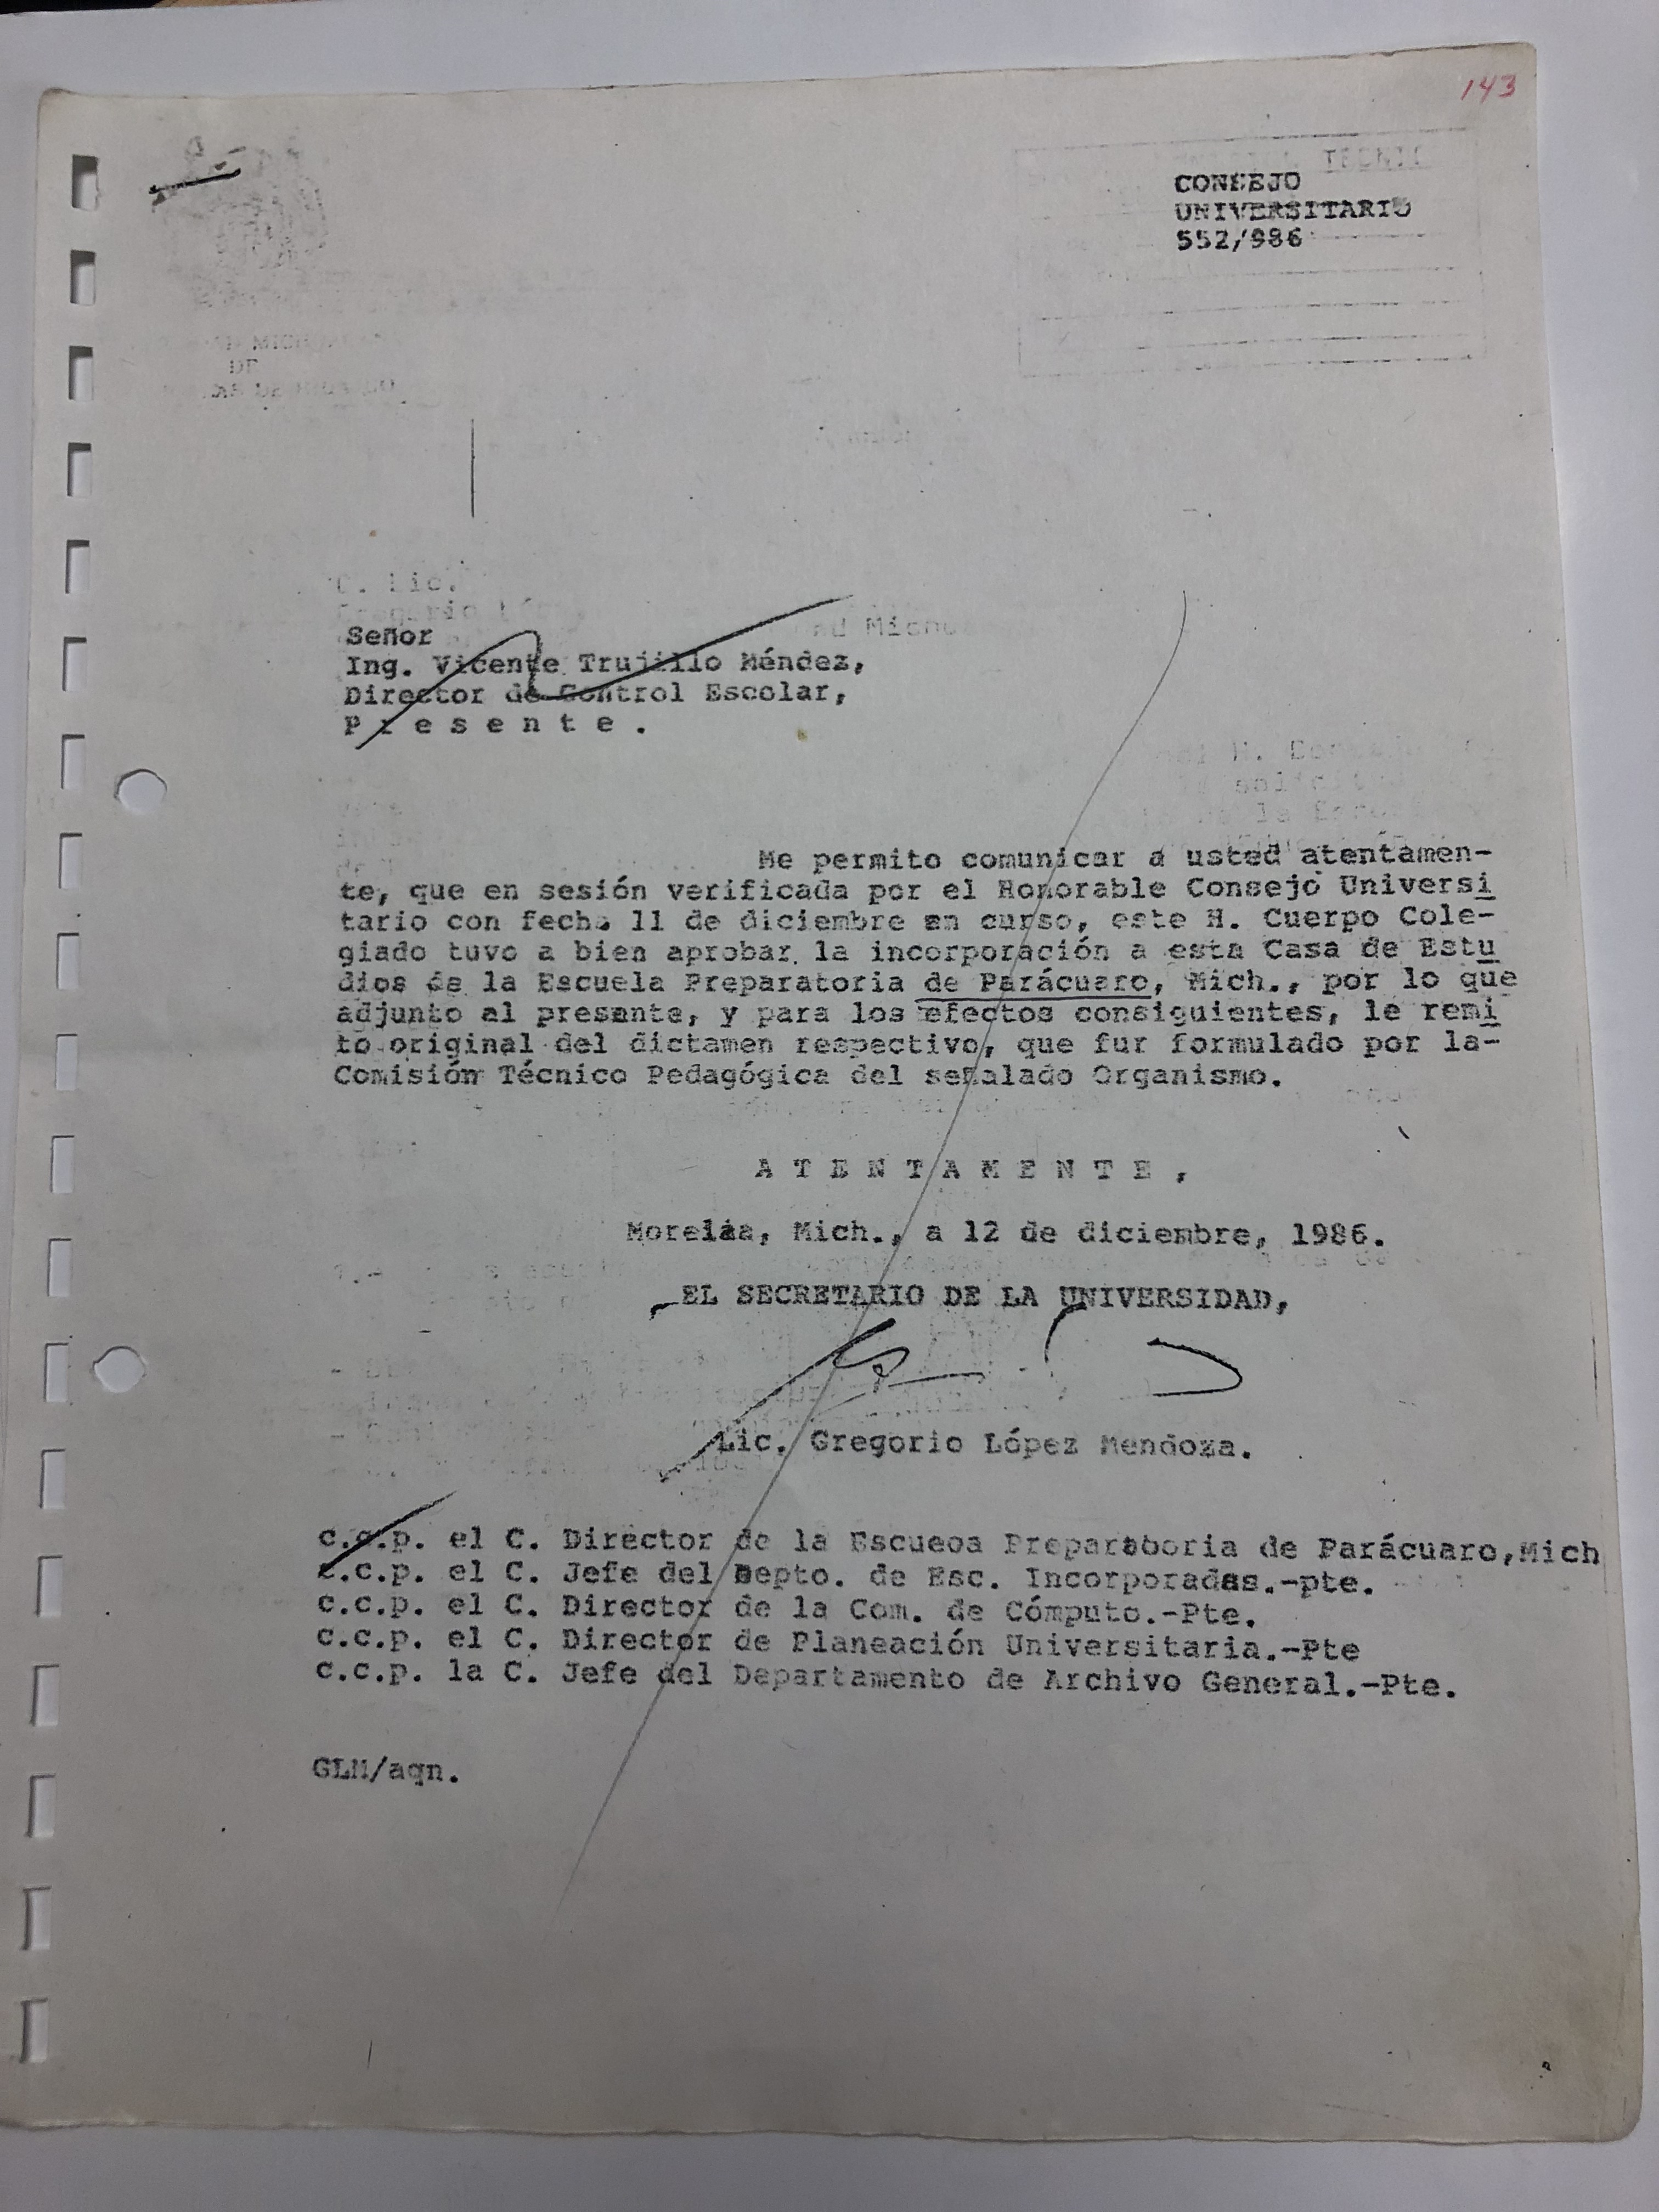 143
TECNI
CONSEJO
UNIVERSITARIO
552/986
DE
Señor
Ing. Vicente Trujillo Méndez,
Director de Control Escolar,
P r e s e n t e .
Me permito comunicar a usted atentamen-
te, que en sesión verificada por el Honorable Consejo Universi
tario con fecha 11 de diciembre en curso, este H. Cuerpo Cole-
giado tuvo a bien aprobar la incorporación a esta Casa de Estu
dios de la Escuela Preparatoria de Parácuaro, Mich., por lo que
adjunto al presente, y para los efectos consiguientes, le remi
to original del dictamen respectivo, que fur formulado por la-
Comisión Técnico Pedagógica del señalado Organismo.
A T E N T A M E N T E ,
Morelia, Mich., a 12 de diciembre, 1986.
EL SECRETARIO DE LA UNIVERSIDAD,
Lic. Gregorio López Mendoza.
c.c.p. el C. Director de la Escueoa Preparatboria de Parácuaro,Mich
c.c.p. el C. Jefe del Depto. de Esc. Incorporadas.-pte.
c.c.p. el C. Director de la Com. de Cómputo.-Pte.
c.c.p. el C. Director de Planeación Universitaria.-Pte
c.c.p. la C. Jefe del Departamento de Archivo General.-Pte.
GLM/aqn.